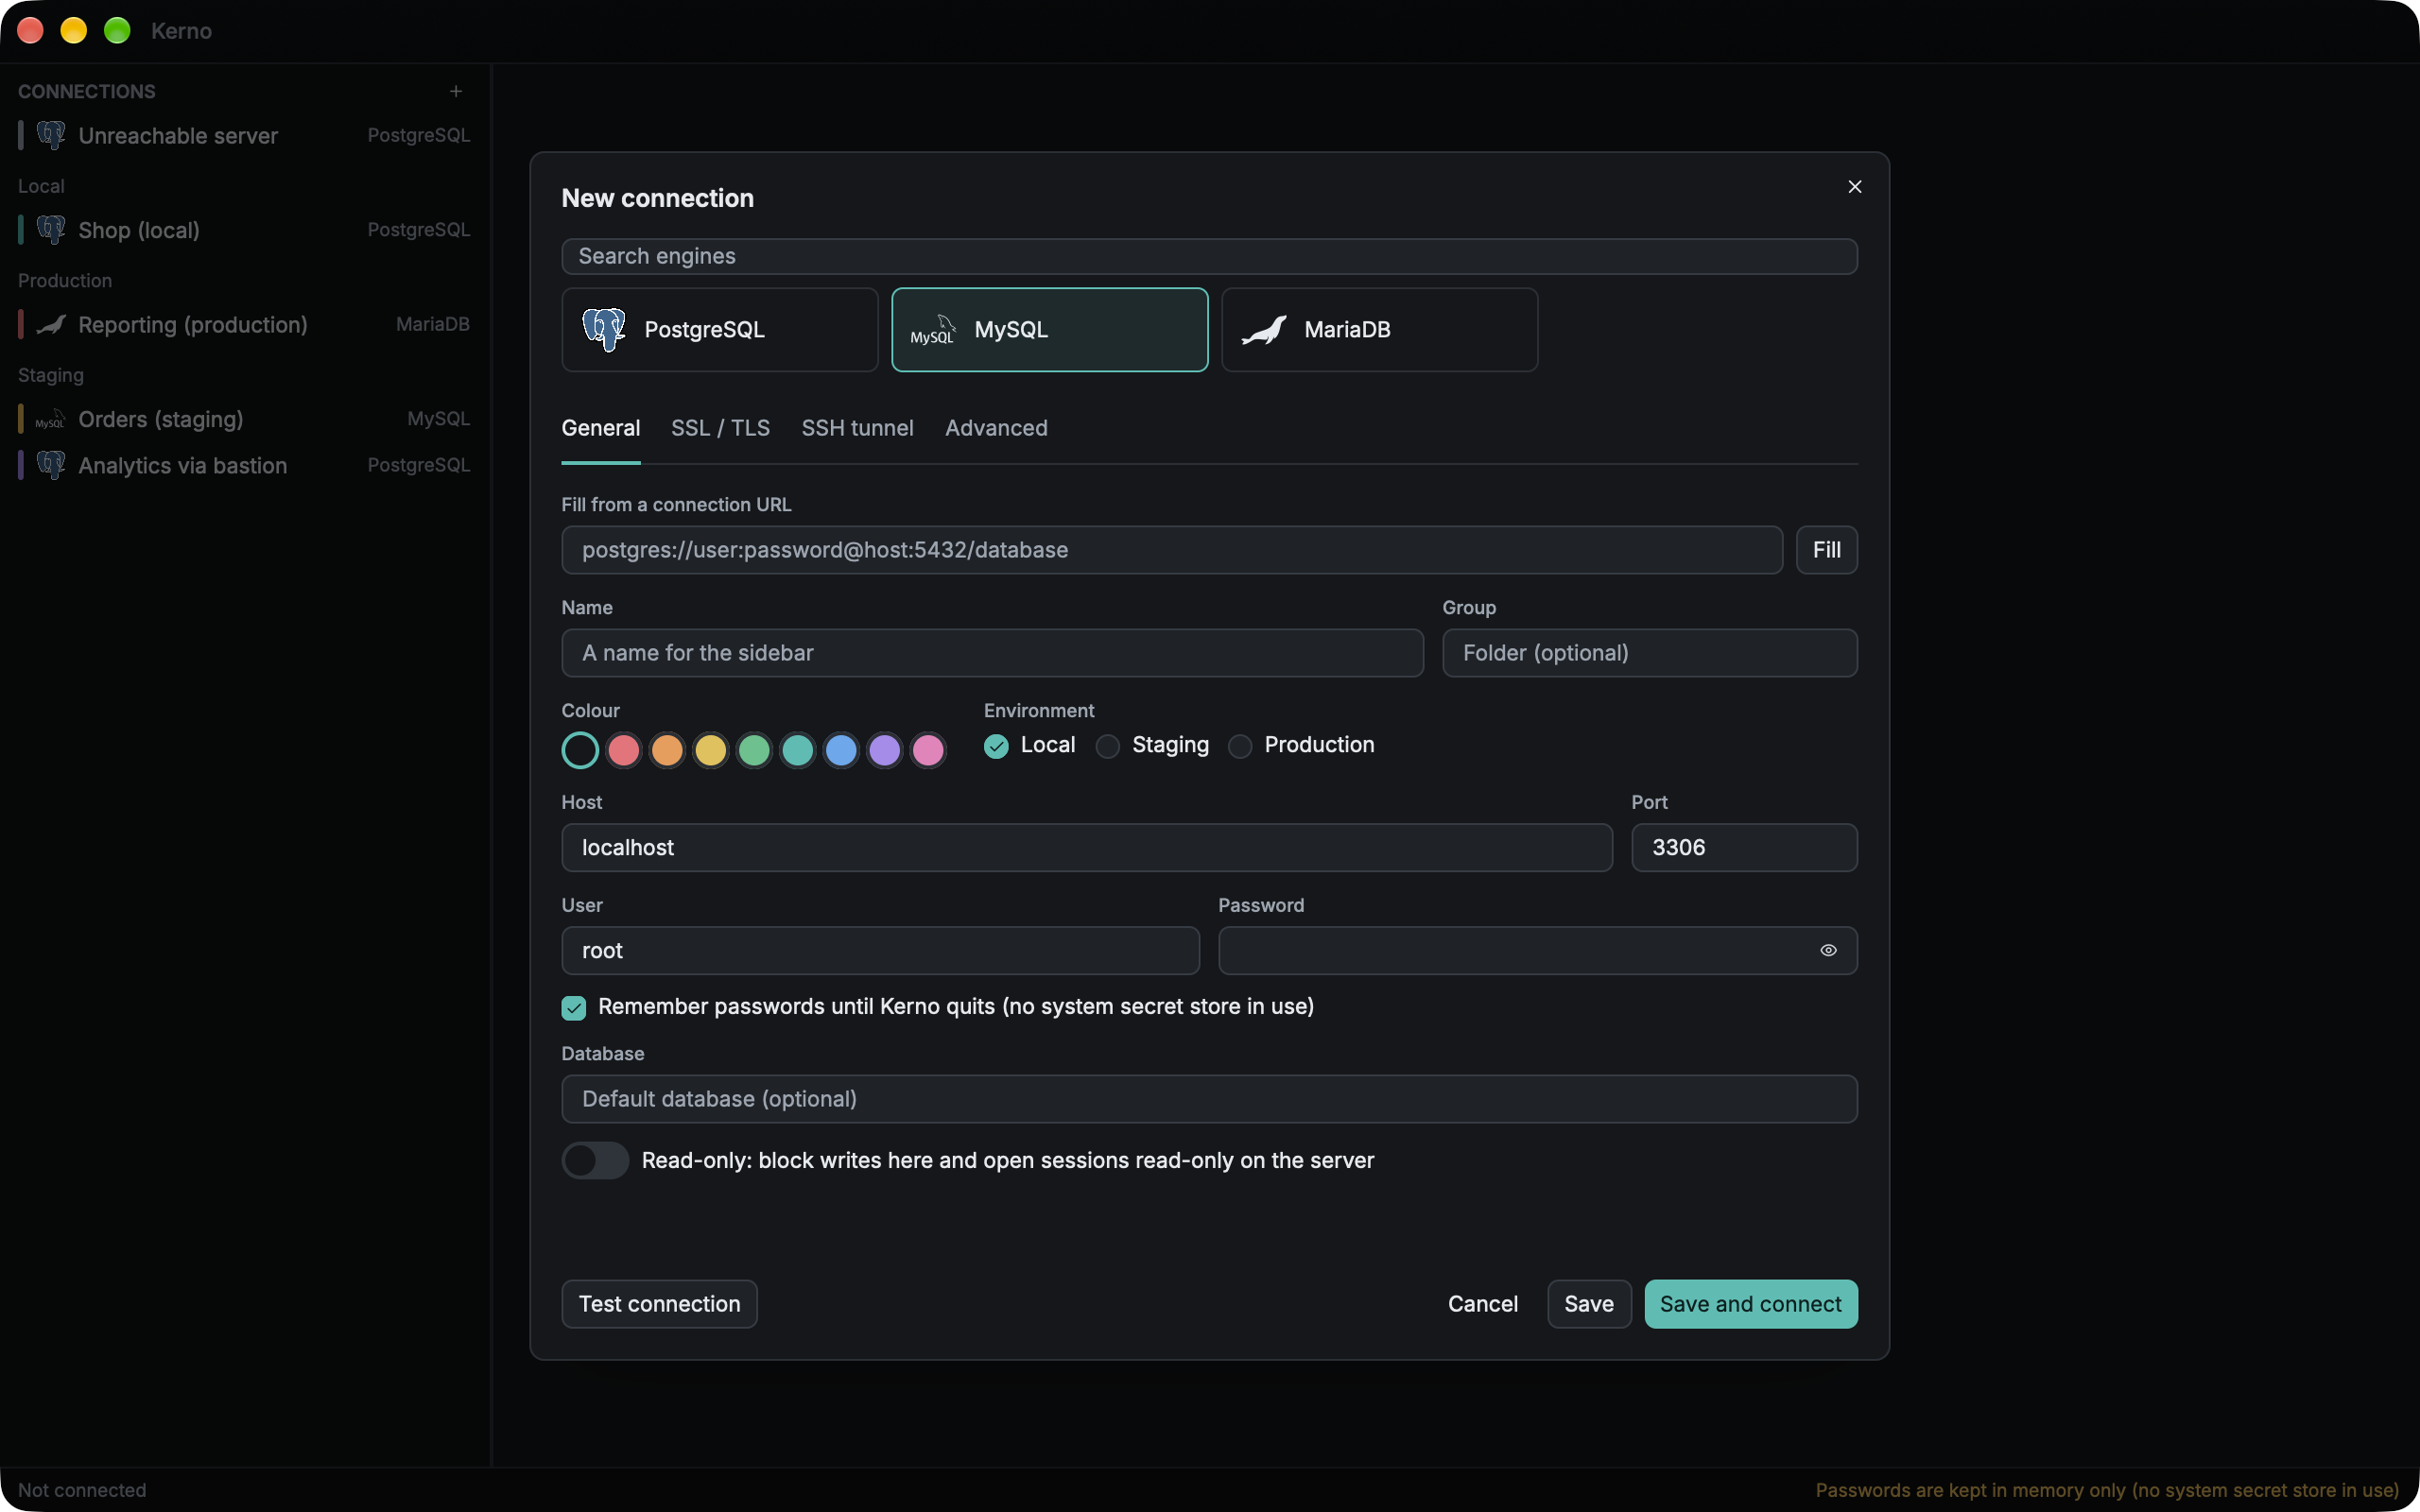 Kerno
CONNECTIONS
Unreachable server PostgreSQL
Local
Shop (local) PostgreSQL
Production
Reporting (production) MariaDB
Staging
MySQL Orders (staging) MySQL
Analytics via bastion PostgreSQL
New connection
Search engines
PostgreSQL
MySQL MySQL
MariaDB
General SSL / TLS SSH tunnel Advanced
Fill from a connection URL
postgres://user:password@host:5432/database Fill
Name Group
A name for the sidebar Folder (optional)
Colour Environment
Local Staging Production
Host Port
localhost 3306
User Password
root
Remember passwords until Kerno quits (no system secret store in use)
Database
Default database (optional)
Read-only: block writes here and open sessions read-only on the server
Test connection Cancel Save Save and connect
Not connected Passwords are kept in memory only (no system secret store in use)